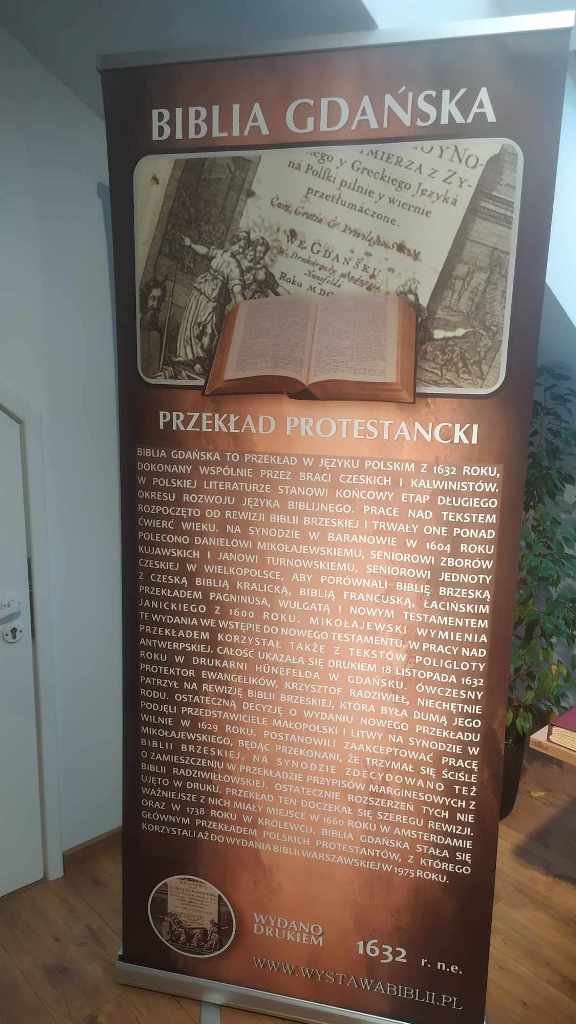 BIBLIA GDAŃSKA
MIERZA Z ZY-
nego y Greckiego Języká
ná Polski pilnie y wiernie
przetłumáczone.
WE GDAŃSKU
Roku MDC
PRZEKŁAD PROTESTANCKI
BIBLIA GDAŃSKA TO PRZEKŁAD W JĘZYKU POLSKIM Z 1632 ROKU,
DOKONANY WSPÓLNIE PRZEZ BRACI CZESKICH I KALWINISTÓW.
W POLSKIEJ LITERATURZE STANOWI KOŃCOWY ETAP DŁUGIEGO
OKRESU ROZWOJU JĘZYKA BIBLIJNEGO. PRACE NAD TEKSTEM
ROZPOCZĘTO OD REWIZJI BIBLII BRZESKIEJ I TRWAŁY ONE PONAD
ĆWIERĆ WIEKU. NA SYNODZIE W BARANOWIE W 1604 ROKU
POLECONO DANIELOWI MIKOŁAJEWSKIEMU, SENIOROWI ZBORÓW
KUJAWSKICH I JANOWI TURNOWSKIEMU, SENIOROWI JEDNOTY
CZESKIEJ W WIELKOPOLSCE, ABY PORÓWNALI BIBLIĘ BRZESKĄ
Z CZESKĄ BIBLIĄ KRALICKĄ, BIBLIĄ FRANCUSKĄ, ŁACIŃSKIM
PRZEKŁADEM PAGNINUSA, WULGATĄ I NOWYM TESTAMENTEM
JANICKIEGO Z 1600 ROKU. MIKOŁAJEWSKI WYMIENIA
TE WYDANIA WE WSTĘPIE DO NOWEGO TESTAMENTU, W PRACY NAD
PRZEKŁADEM KORZYSTAŁ TAKŻE Z TEKSTÓW POLIGLOTY
ANTWERPSKIEJ. CAŁOŚĆ UKAZAŁA SIĘ DRUKIEM 18 LISTOPADA 1632
ROKU W DRUKARNI HÜNEFELDA W GDAŃSKU. ÓWCZESNY
PROTEKTOR EWANGELIKÓW, KRZYSZTOF RADZIWIŁŁ, NIECHĘTNIE
PATRZYŁ NA REWIZJĘ BIBLII BRZESKIEJ, KTÓRA BYŁA DUMĄ JEGO
RODU. OSTATECZNĄ DECYZJĘ O WYDANIU NOWEGO PRZEKŁADU
PODJĘLI PRZEDSTAWICIELE MAŁOPOLSKI I LITWY NA SYNODZIE W
WILNIE W 1629 ROKU. POSTANOWILI ZAAKCEPTOWAĆ PRACĘ
MIKOŁAJEWSKIEGO, BĘDĄC PRZEKONANI, ŻE TRZYMAŁ SIĘ ŚCIŚLE
BIBLII BRZESKIEJ, NA SYNODZIE ZDECYDOWANO TEŻ
O ZAMIESZCZENIU W PRZEKŁADZIE PRZYPISÓW MARGINESOWYCH Z
BIBLII RADZIWIŁŁOWSKIEJ. OSTATECZNIE ROZSZERZEŃ TYCH NIE
UJĘTO W DRUKU. PRZEKŁAD TEN DOCZEKAŁ SIĘ SZEREGU REWIZJI.
WAŻNIEJSZE Z NICH MIAŁY MIEJSCE W 1660 ROKU W AMSTERDAMIE
ORAZ W 1738 ROKU W KRÓLEWCU. BIBLIA GDAŃSKA STAŁA SIĘ
GŁÓWNYM PRZEKŁADEM POLSKICH PROTESTANTÓW, Z KTÓREGO
KORZYSTALI AŻ DO WYDANIA BIBLII WARSZAWSKIEJ W 1975 ROKU.
WYDANO
DRUKIEM
1632 r. n.e.
WWW.WYSTAWABIBLII.PL